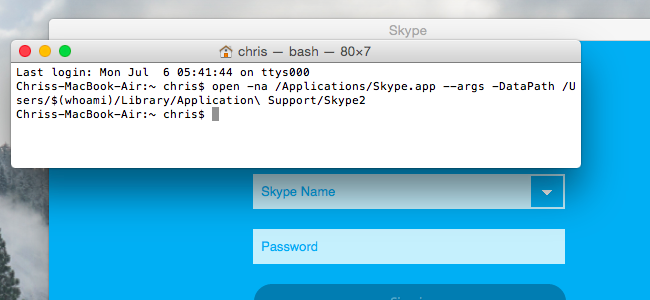 Skype
chris — bash — 80×7
Last login: Mon Jul  6 05:41:44 on ttys000
Chriss-MacBook-Air:~ chris$ open -na /Applications/Skype.app --args -DataPath /U
sers/$(whoami)/Library/Application\ Support/Skype2
Chriss-MacBook-Air:~ chris$
Skype Name
Password